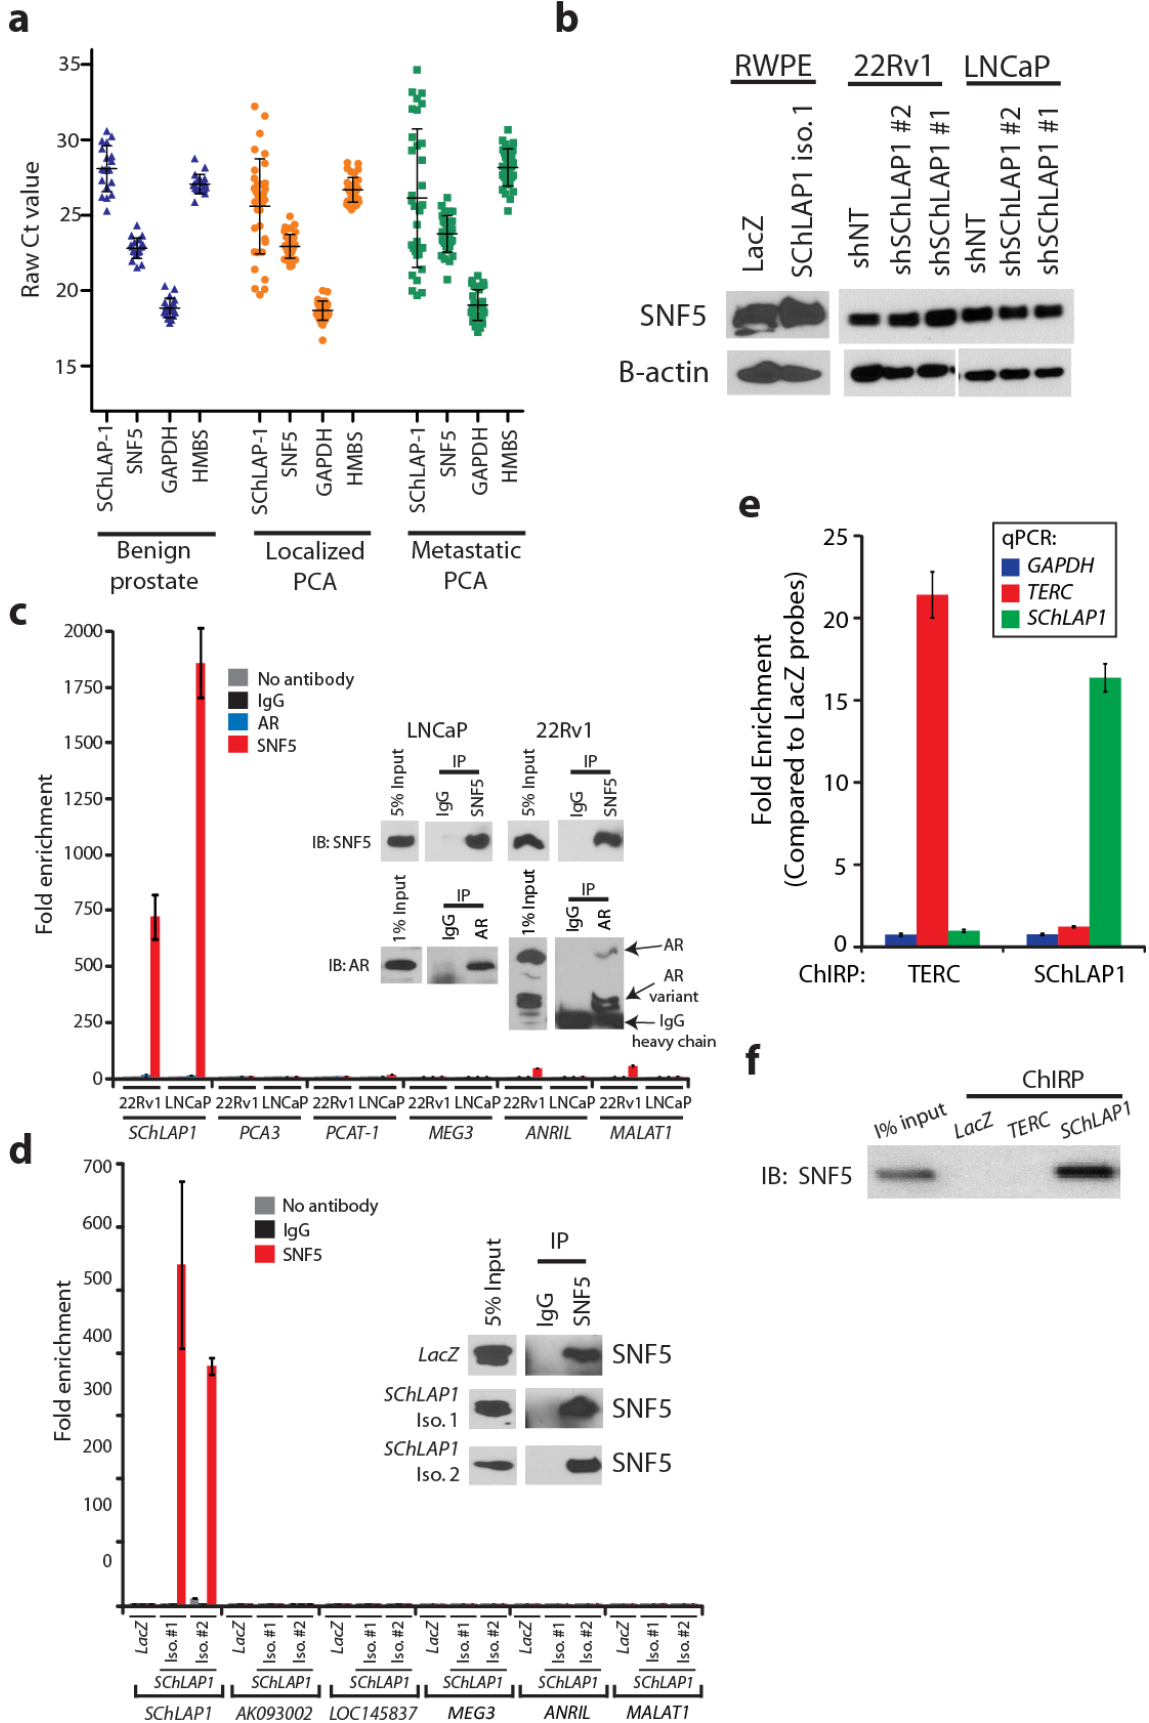 a
Raw Ct value
35
30
25
20
15
SChLAP-1
SNF5
GAPDH
HMBS
SChLAP-1
SNF5
GAPDH
HMBS
SChLAP-1
SNF5
GAPDH
HMBS
Benign
prostate
Localized
PCA
Metastatic
PCA
b
RWPE
22Rv1
LNCaP
LacZ
SChLAP1 iso. 1
shNT
shSChLAP1 #2
shSChLAP1 #1
shNT
shSChLAP1 #2
shSChLAP1 #1
SNF5
B-actin
c
Fold enrichment
2000
1750
1500
1250
1000
750
500
250
0
No antibody
IgG
AR
SNF5
LNCaP
22Rv1
5% Input
IP
IgG
SNF5
5% Input
IP
IgG
SNF5
IB: SNF5
1% Input
IP
IgG
AR
1% Input
IP
IgG
AR
IB: AR
AR
AR
variant
IgG
heavy chain
22Rv1 LNCaP 22Rv1 LNCaP 22Rv1 LNCaP 22Rv1 LNCaP 22Rv1 LNCaP 22Rv1 LNCaP
SChLAP1 PCA3 PCAT-1 MEG3 ANRIL MALAT1
d
Fold enrichment
700
600
500
400
300
200
100
0
No antibody
IgG
SNF5
5% Input
IP
IgG
SNF5
LacZ SNF5
SChLAP1
Iso. 1
SNF5
SChLAP1
Iso. 2
SNF5
LacZ Iso. #1 Iso. #2 LacZ Iso. #1 Iso. #2 LacZ Iso. #1 Iso. #2 LacZ Iso. #1 Iso. #2 LacZ Iso. #1 Iso. #2 LacZ Iso. #1 Iso. #2
SChLAP1 SChLAP1 SChLAP1 SChLAP1 SChLAP1 SChLAP1
SChLAP1 AK093002 LOC145837 MEG3 ANRIL MALAT1
e
Fold Enrichment
(Compared to LacZ probes)
25
20
15
10
5
0
qPCR:
GAPDH
TERC
SChLAP1
ChIRP: TERC SChLAP1
f
ChIRP
I% input
LacZ
TERC
SChLAP1
IB: SNF5